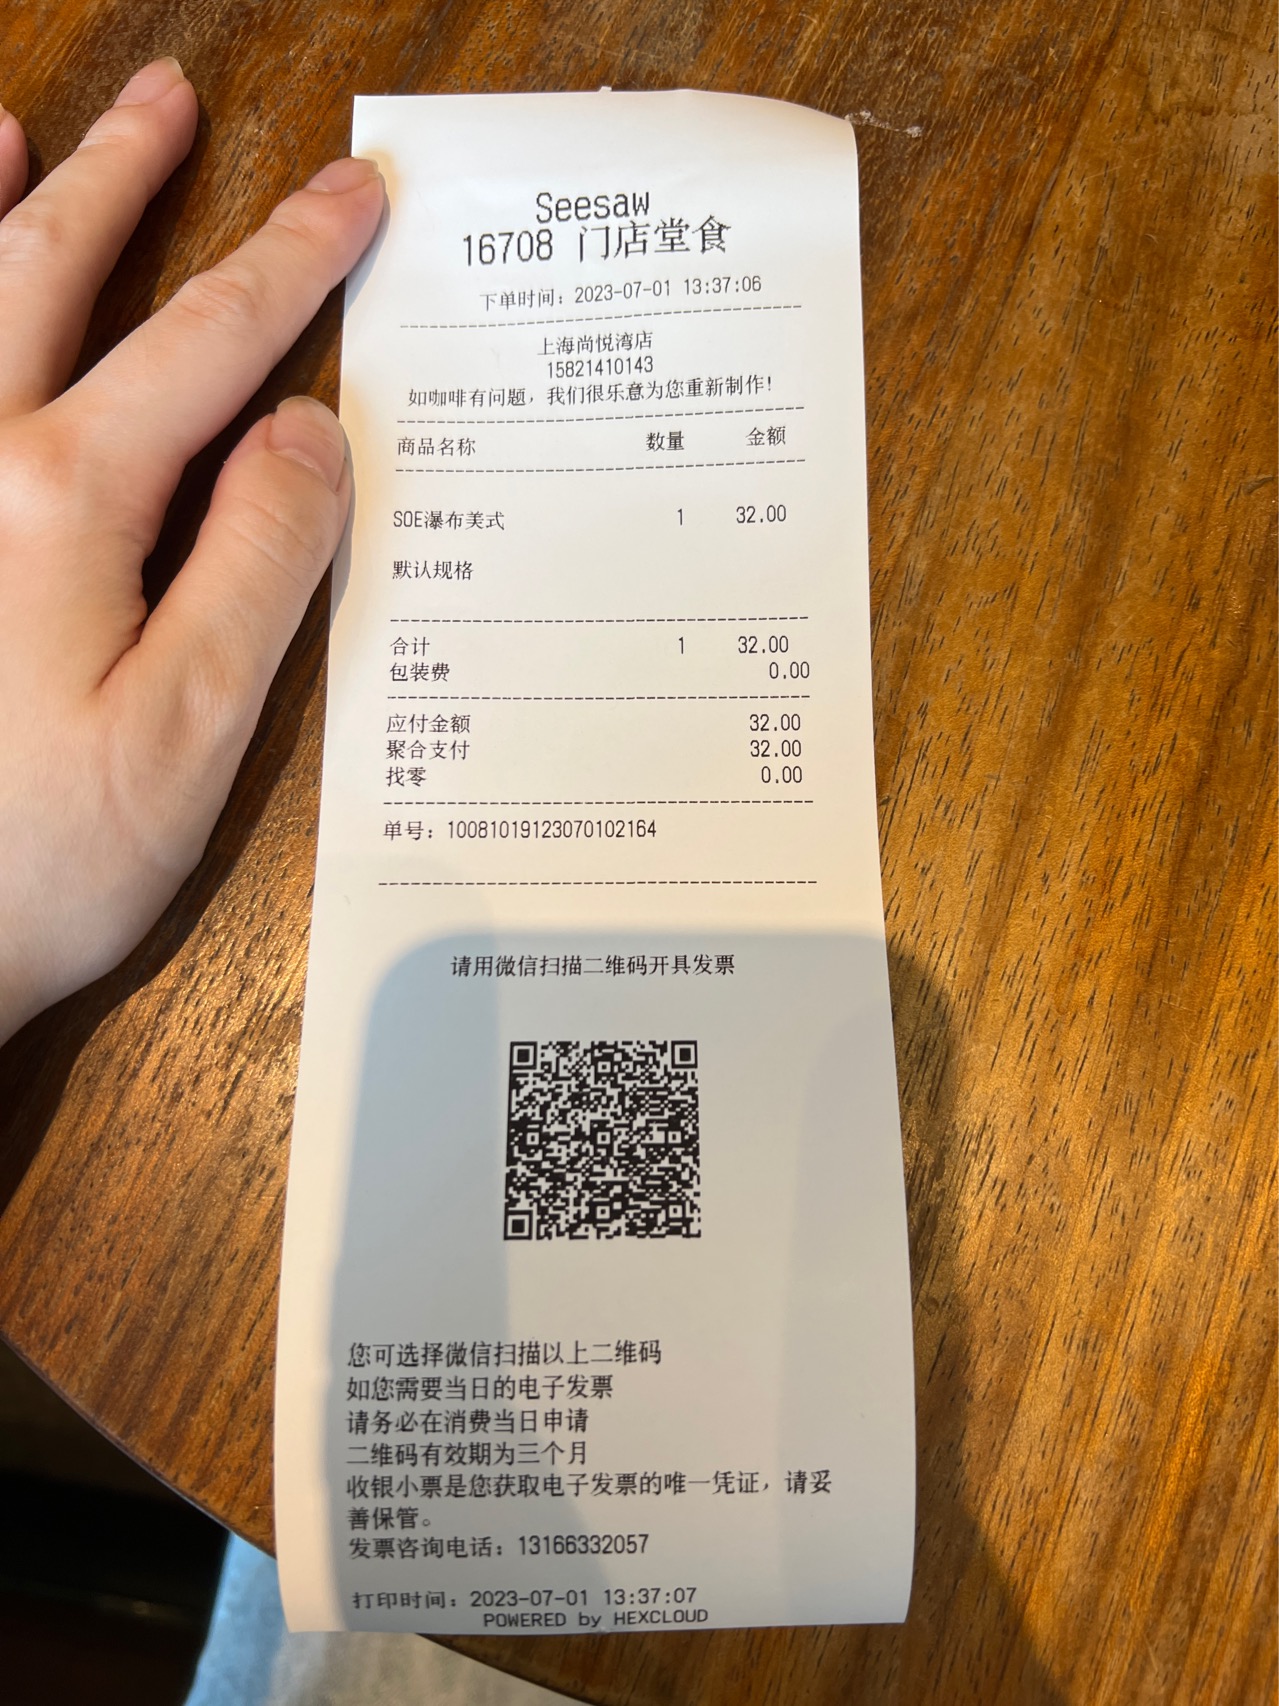 Seesaw
16708 门店堂食
下单时间：2023-07-01 13:37:06
上海尚悦湾店
15821410143
如咖啡有问题，我们很乐意为您重新制作！
商品名称 数量 金额
SOE瀑布美式 1 32.00
默认规格
合计 1 32.00
包装费 0.00
应付金额 32.00
聚合支付 32.00
找零 0.00
单号：10081019123070102164
请用微信扫描二维码开具发票
您可选择微信扫描以上二维码
如您需要当日的电子发票
请务必在消费当日申请
二维码有效期为三个月
收银小票是您获取电子发票的唯一凭证，请妥
善保管。
发票咨询电话：13166332057
打印时间：2023-07-01 13:37:07
POWERED by HEXCLOUD